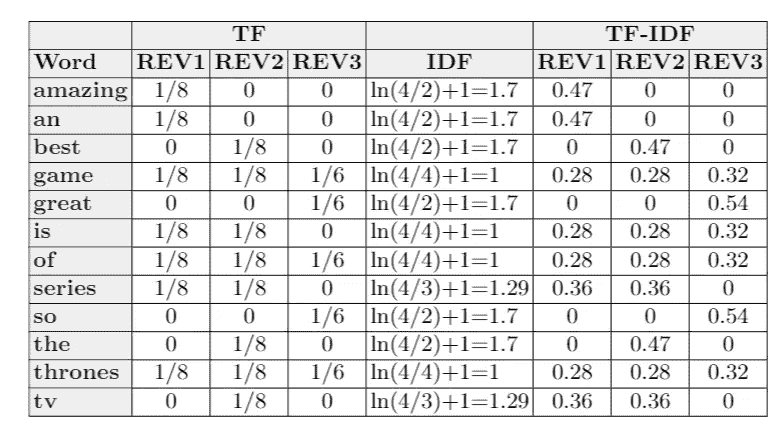 TF TF-IDF
Word REV1 REV2 REV3 IDF REV1 REV2 REV3
amazing 1/8 0 0 ln(4/2)+1=1.7 0.47 0 0
an 1/8 0 0 ln(4/2)+1=1.7 0.47 0 0
best 0 1/8 0 ln(4/2)+1=1.7 0 0.47 0
game 1/8 1/8 1/6 ln(4/4)+1=1 0.28 0.28 0.32
great 0 0 1/6 ln(4/2)+1=1.7 0 0 0.54
is 1/8 1/8 0 ln(4/4)+1=1 0.28 0.28 0.32
of 1/8 1/8 1/6 ln(4/4)+1=1 0.28 0.28 0.32
series 1/8 1/8 0 ln(4/3)+1=1.29 0.36 0.36 0
so 0 0 1/6 ln(4/2)+1=1.7 0 0 0.54
the 0 1/8 0 ln(4/2)+1=1.7 0 0.47 0
thrones 1/8 1/8 1/6 ln(4/4)+1=1 0.28 0.28 0.32
tv 0 1/8 0 ln(4/3)+1=1.29 0.36 0.36 0